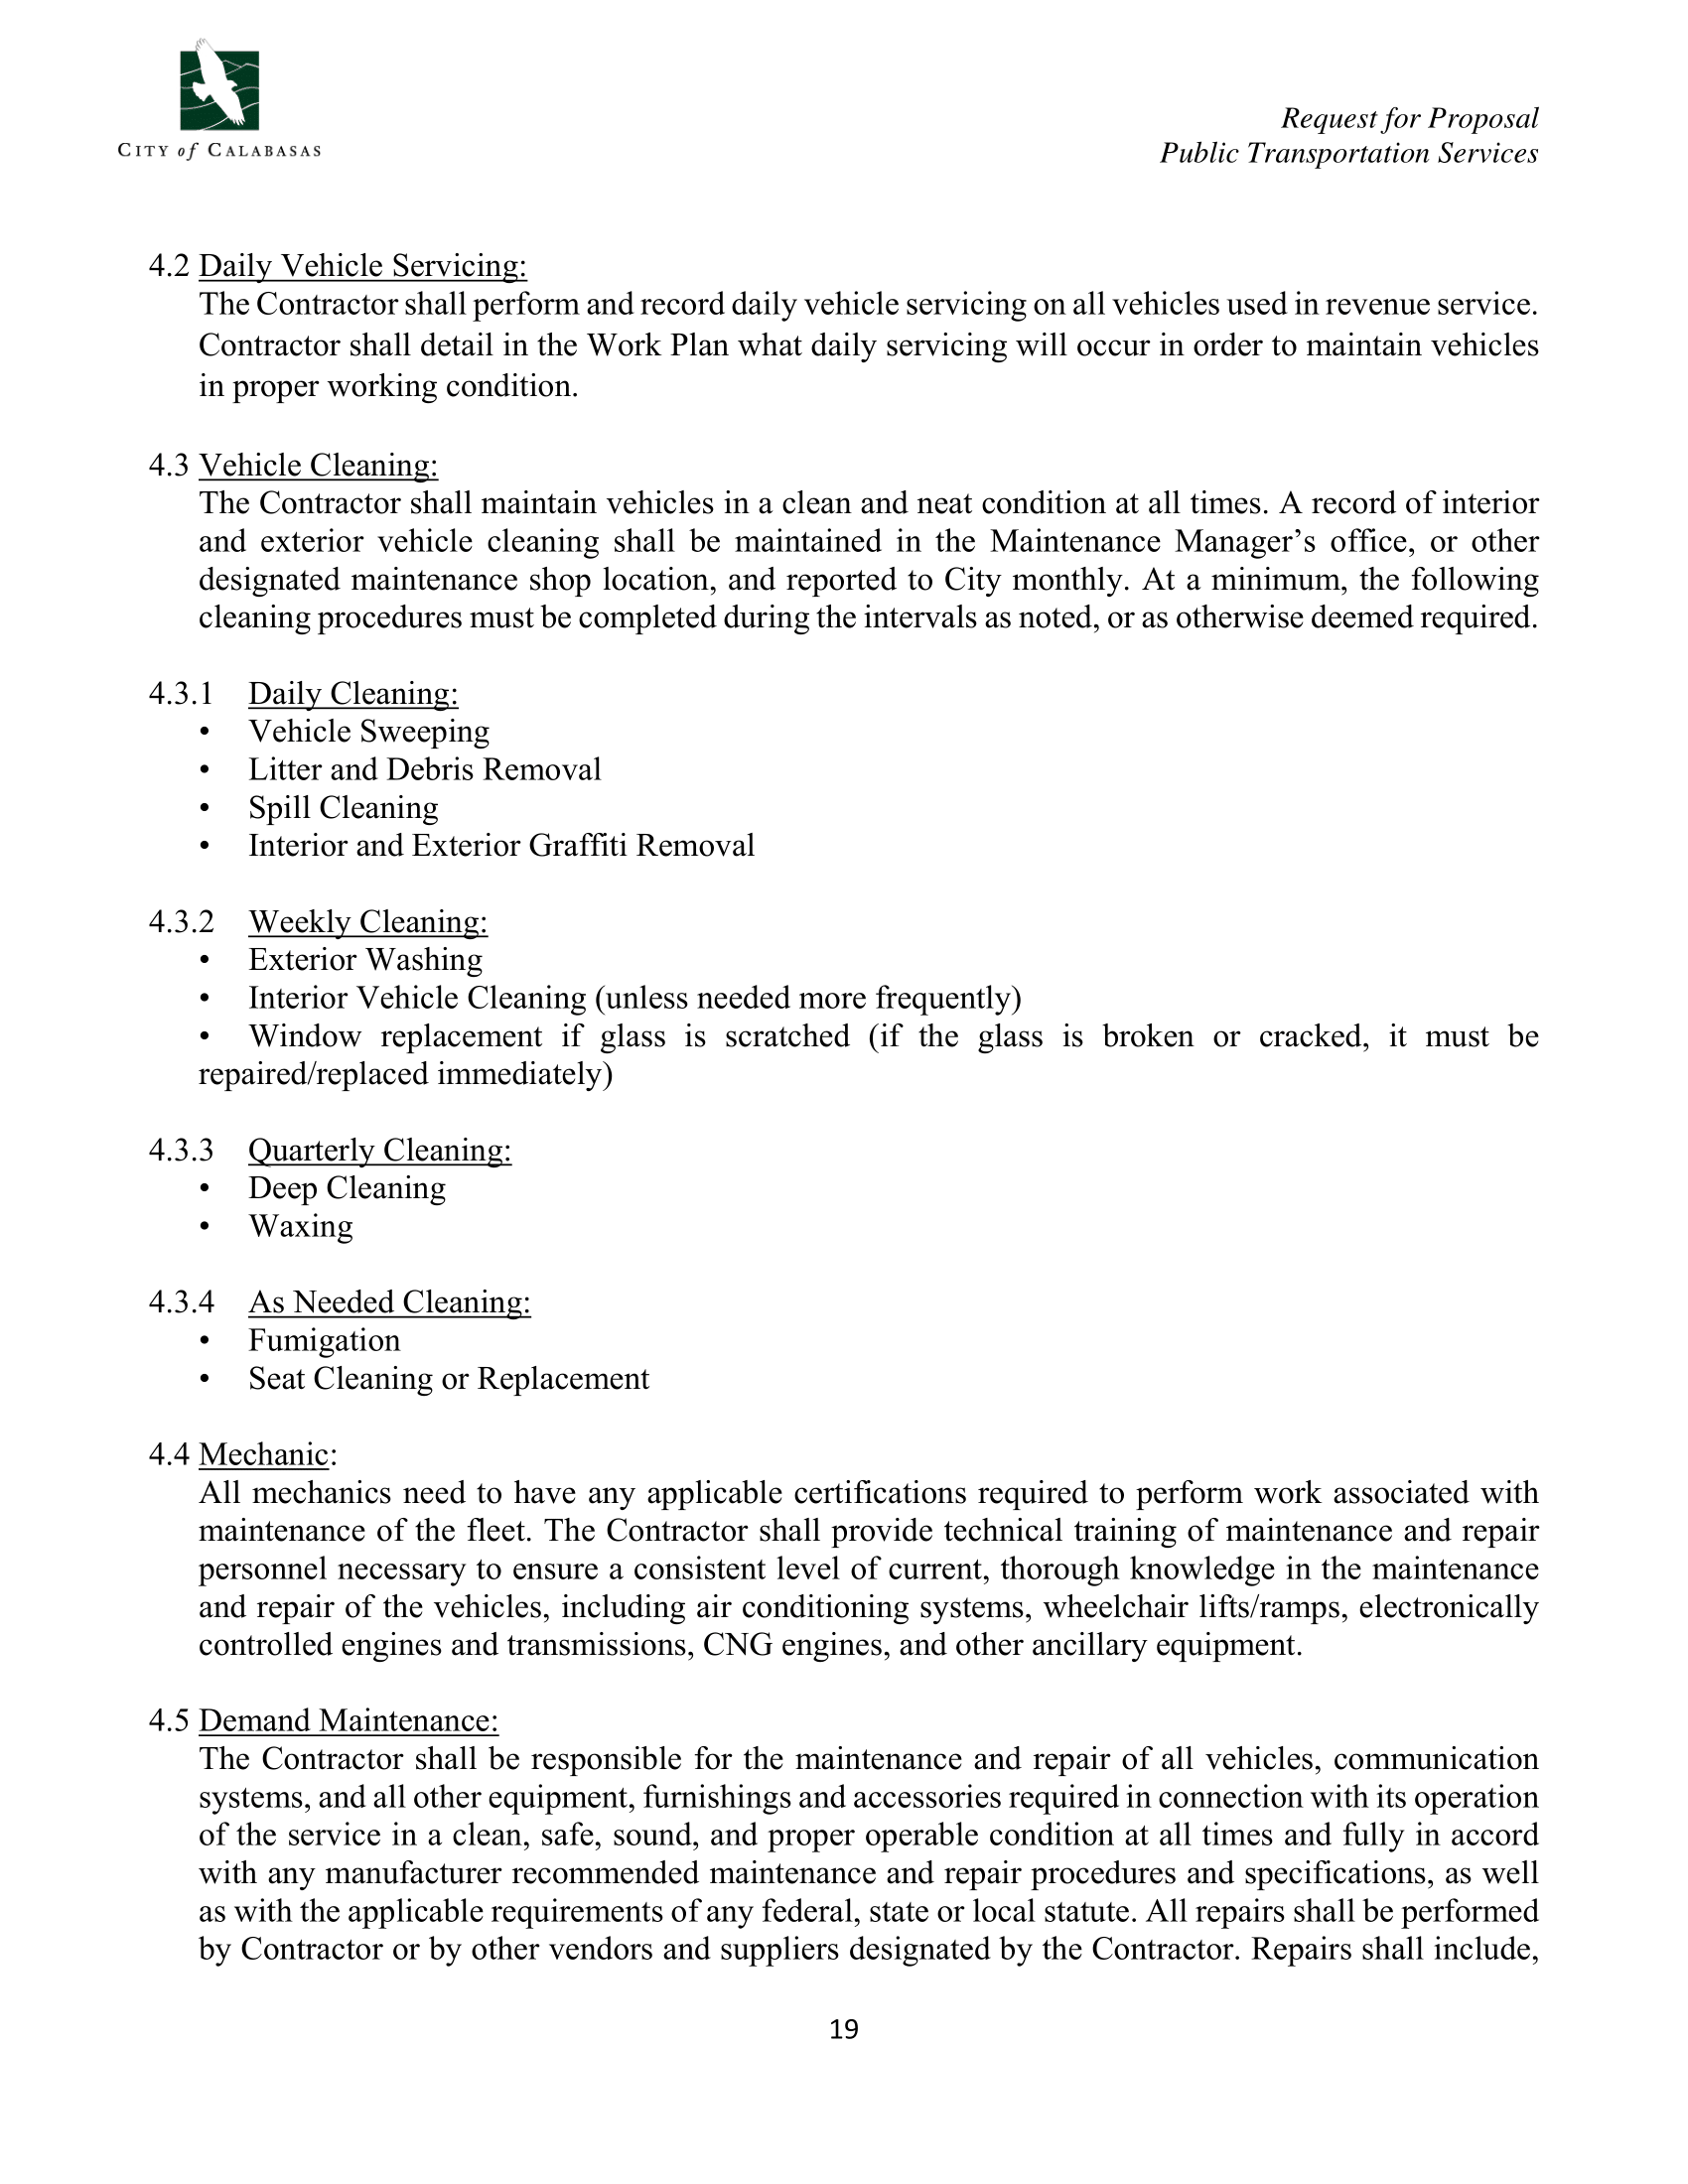 CITY of CALABASAS
Request for Proposal
Public Transportation Services
4.2 Daily Vehicle Servicing:
The Contractor shall perform and record daily vehicle servicing on all vehicles used in revenue service.
Contractor shall detail in the Work Plan what daily servicing will occur in order to maintain vehicles
in proper working condition.
4.3 Vehicle Cleaning:
The Contractor shall maintain vehicles in a clean and neat condition at all times. A record of interior
and exterior vehicle cleaning shall be maintained in the Maintenance Manager’s office, or other
designated maintenance shop location, and reported to City monthly. At a minimum, the following
cleaning procedures must be completed during the intervals as noted, or as otherwise deemed required.
4.3.1 Daily Cleaning:
• Vehicle Sweeping
• Litter and Debris Removal
• Spill Cleaning
• Interior and Exterior Graffiti Removal
4.3.2 Weekly Cleaning:
• Exterior Washing
• Interior Vehicle Cleaning (unless needed more frequently)
• Window replacement if glass is scratched (if the glass is broken or cracked, it must be
repaired/replaced immediately)
4.3.3 Quarterly Cleaning:
• Deep Cleaning
• Waxing
4.3.4 As Needed Cleaning:
• Fumigation
• Seat Cleaning or Replacement
4.4 Mechanic:
All mechanics need to have any applicable certifications required to perform work associated with
maintenance of the fleet. The Contractor shall provide technical training of maintenance and repair
personnel necessary to ensure a consistent level of current, thorough knowledge in the maintenance
and repair of the vehicles, including air conditioning systems, wheelchair lifts/ramps, electronically
controlled engines and transmissions, CNG engines, and other ancillary equipment.
4.5 Demand Maintenance:
The Contractor shall be responsible for the maintenance and repair of all vehicles, communication
systems, and all other equipment, furnishings and accessories required in connection with its operation
of the service in a clean, safe, sound, and proper operable condition at all times and fully in accord
with any manufacturer recommended maintenance and repair procedures and specifications, as well
as with the applicable requirements of any federal, state or local statute. All repairs shall be performed
by Contractor or by other vendors and suppliers designated by the Contractor. Repairs shall include,
19